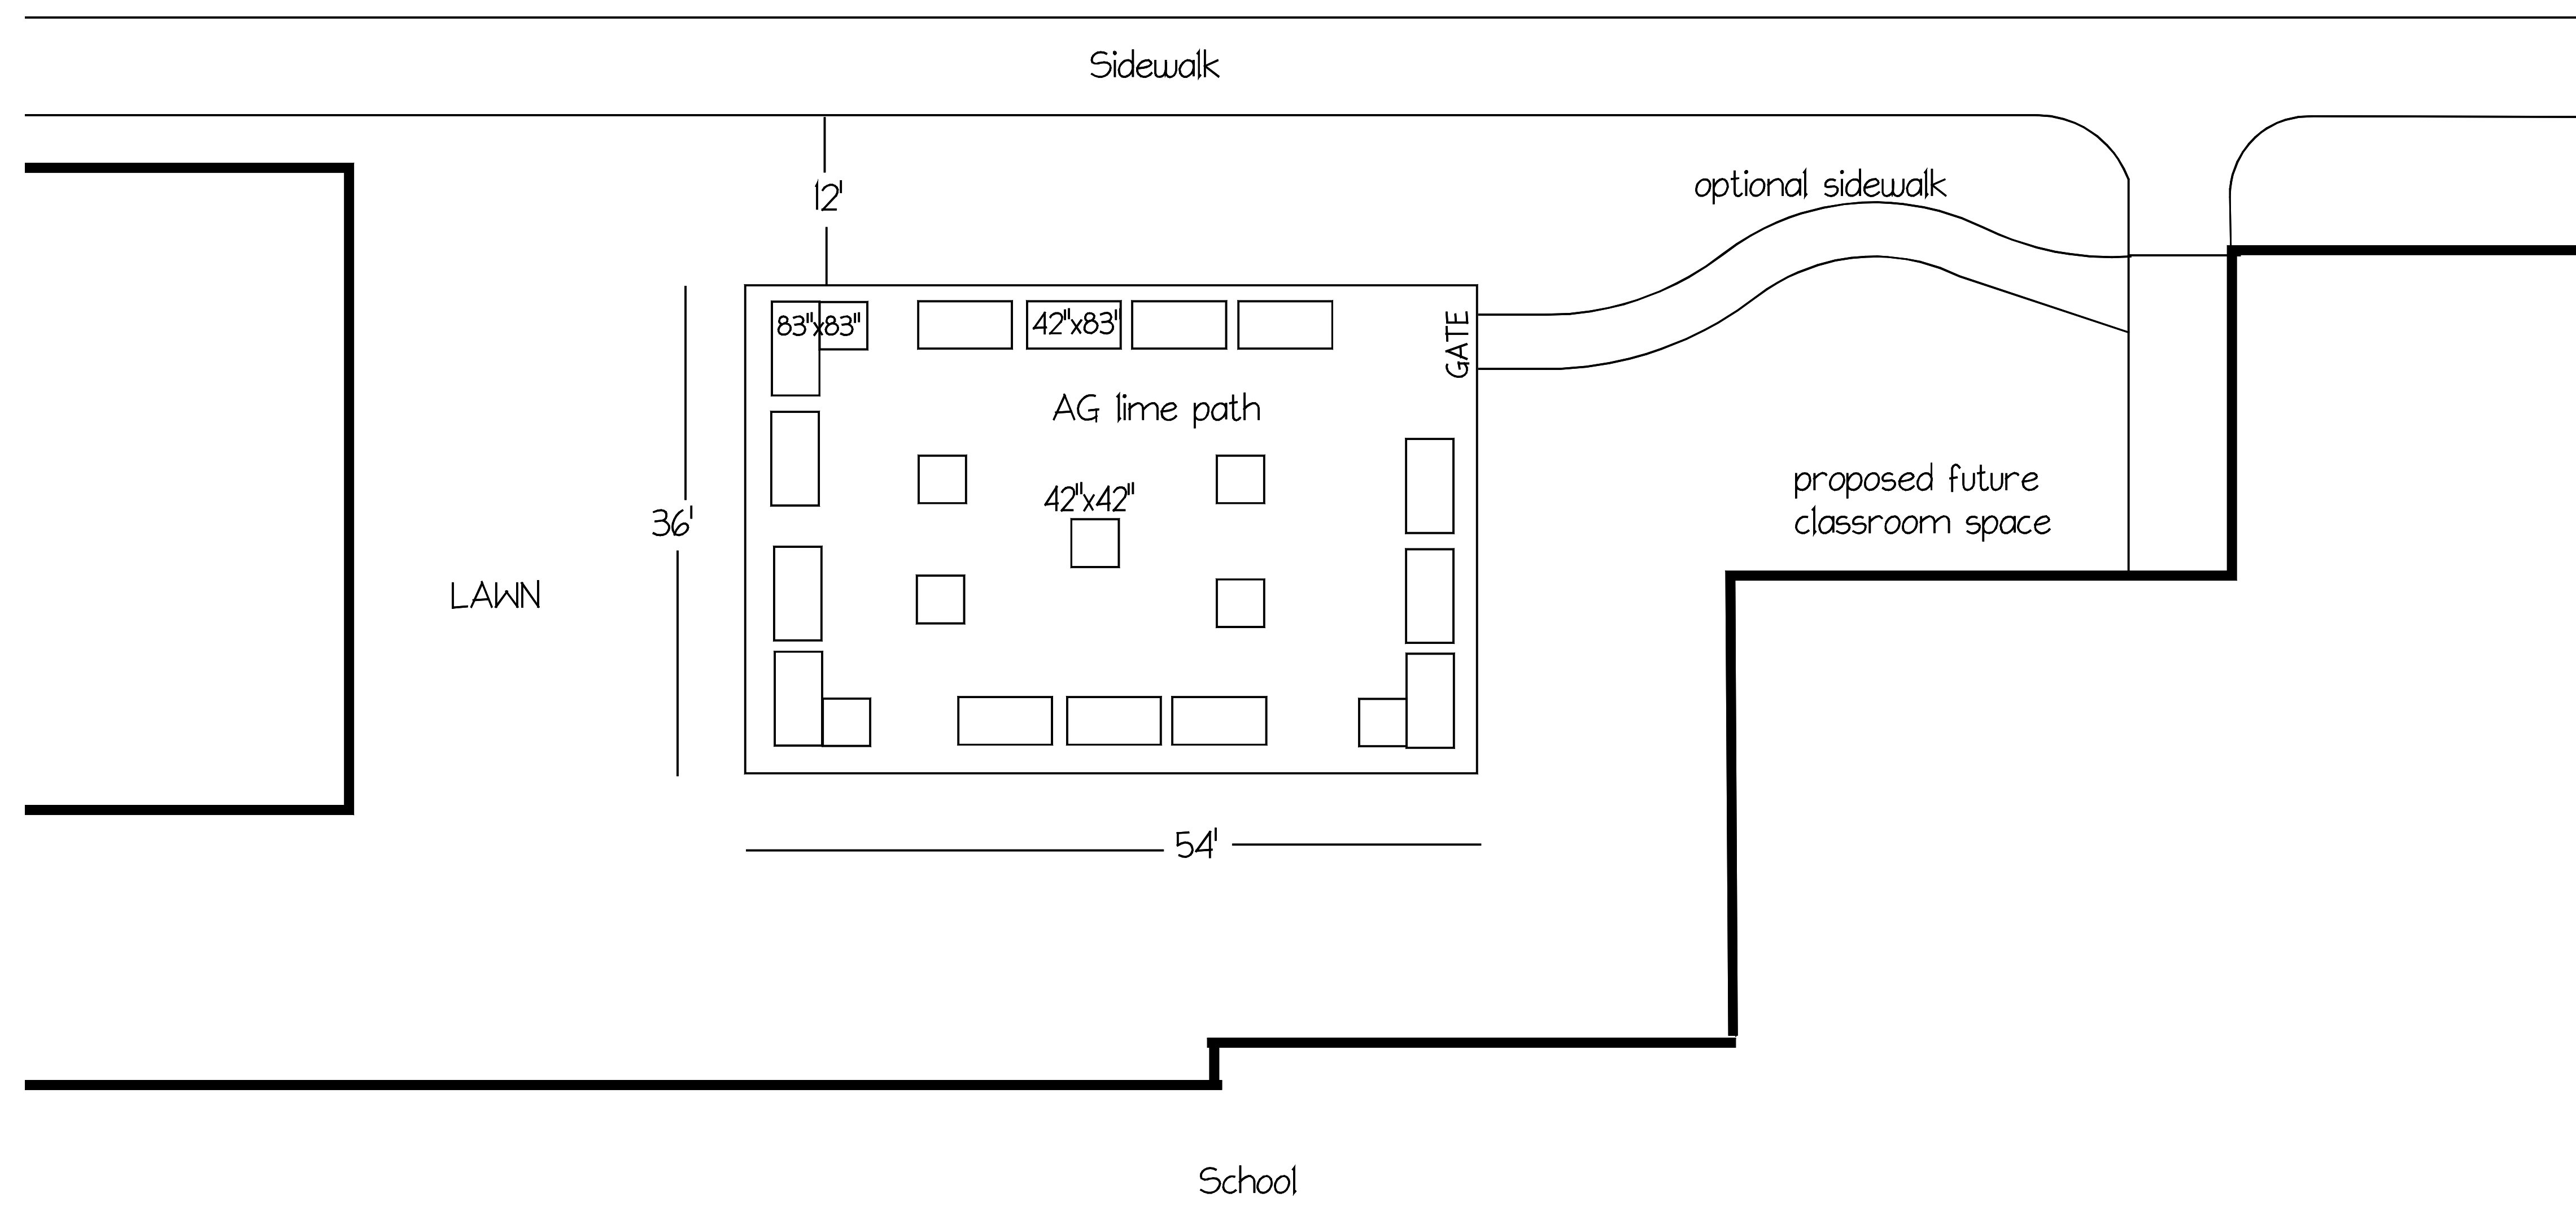 Sidewalk
12'
optional sidewalk
83"x83"
42"x83"
GATE
AG lime path
42"x42"
proposed future
classroom space
36'
LAWN
54'
School